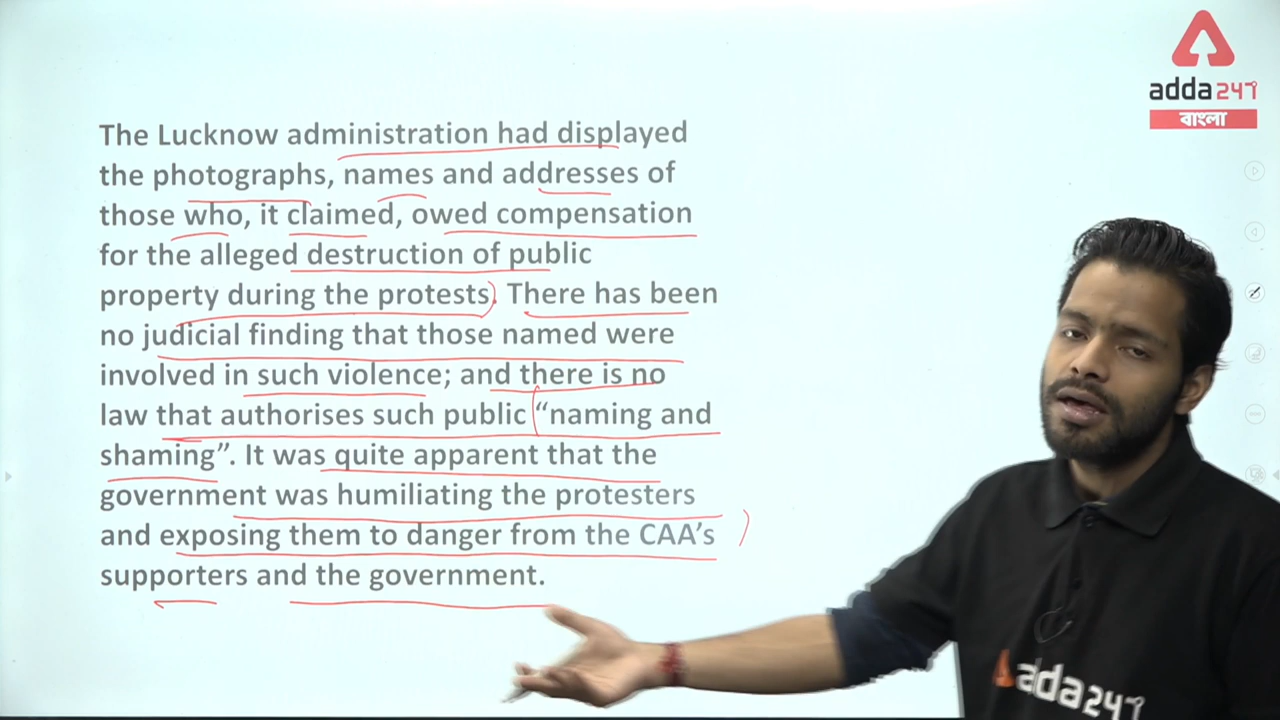 adda247
বাংলা
The Lucknow administration had displayed
the photographs, names and addresses of
those who, it claimed, owed compensation
for the alleged destruction of public
property during the protests. There has been
no judicial finding that those named were
involved in such violence; and there is no
law that authorises such public “naming and
shaming”. It was quite apparent that the
government was humiliating the protesters
and exposing them to danger from the CAA’s
supporters and the government.
adda247